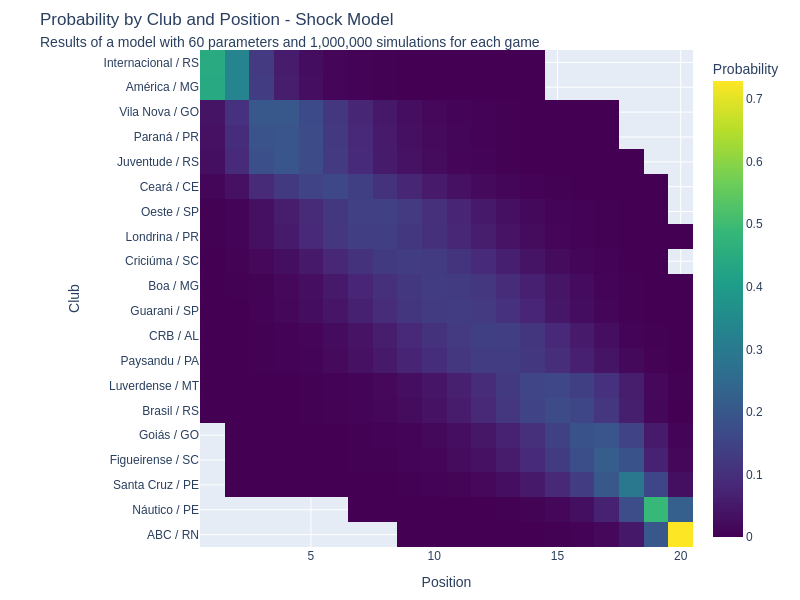 Probability by Club and Position - Shock Model
Results of a model with 60 parameters and 1,000,000 simulations for each game
Probability
Internacional / RS
América / MG
Vila Nova / GO
Paraná / PR
Juventude / RS
Ceará / CE
Oeste / SP
Londrina / PR
Criciúma / SC
Boa / MG
Guarani / SP
CRB / AL
Paysandu / PA
Luverdense / MT
Brasil / RS
Goiás / GO
Figueirense / SC
Santa Cruz / PE
Náutico / PE
ABC / RN
Club
5
10
15
20
Position
0.7
0.6
0.5
0.4
0.3
0.2
0.1
0